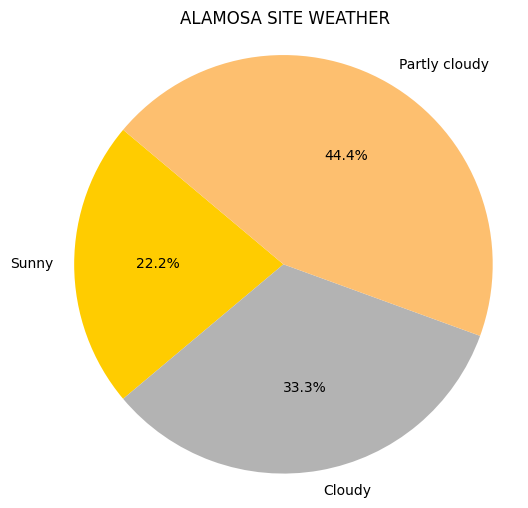 ALAMOSA SITE WEATHER
Partly cloudy
44.4%
Sunny
22.2%
33.3%
Cloudy